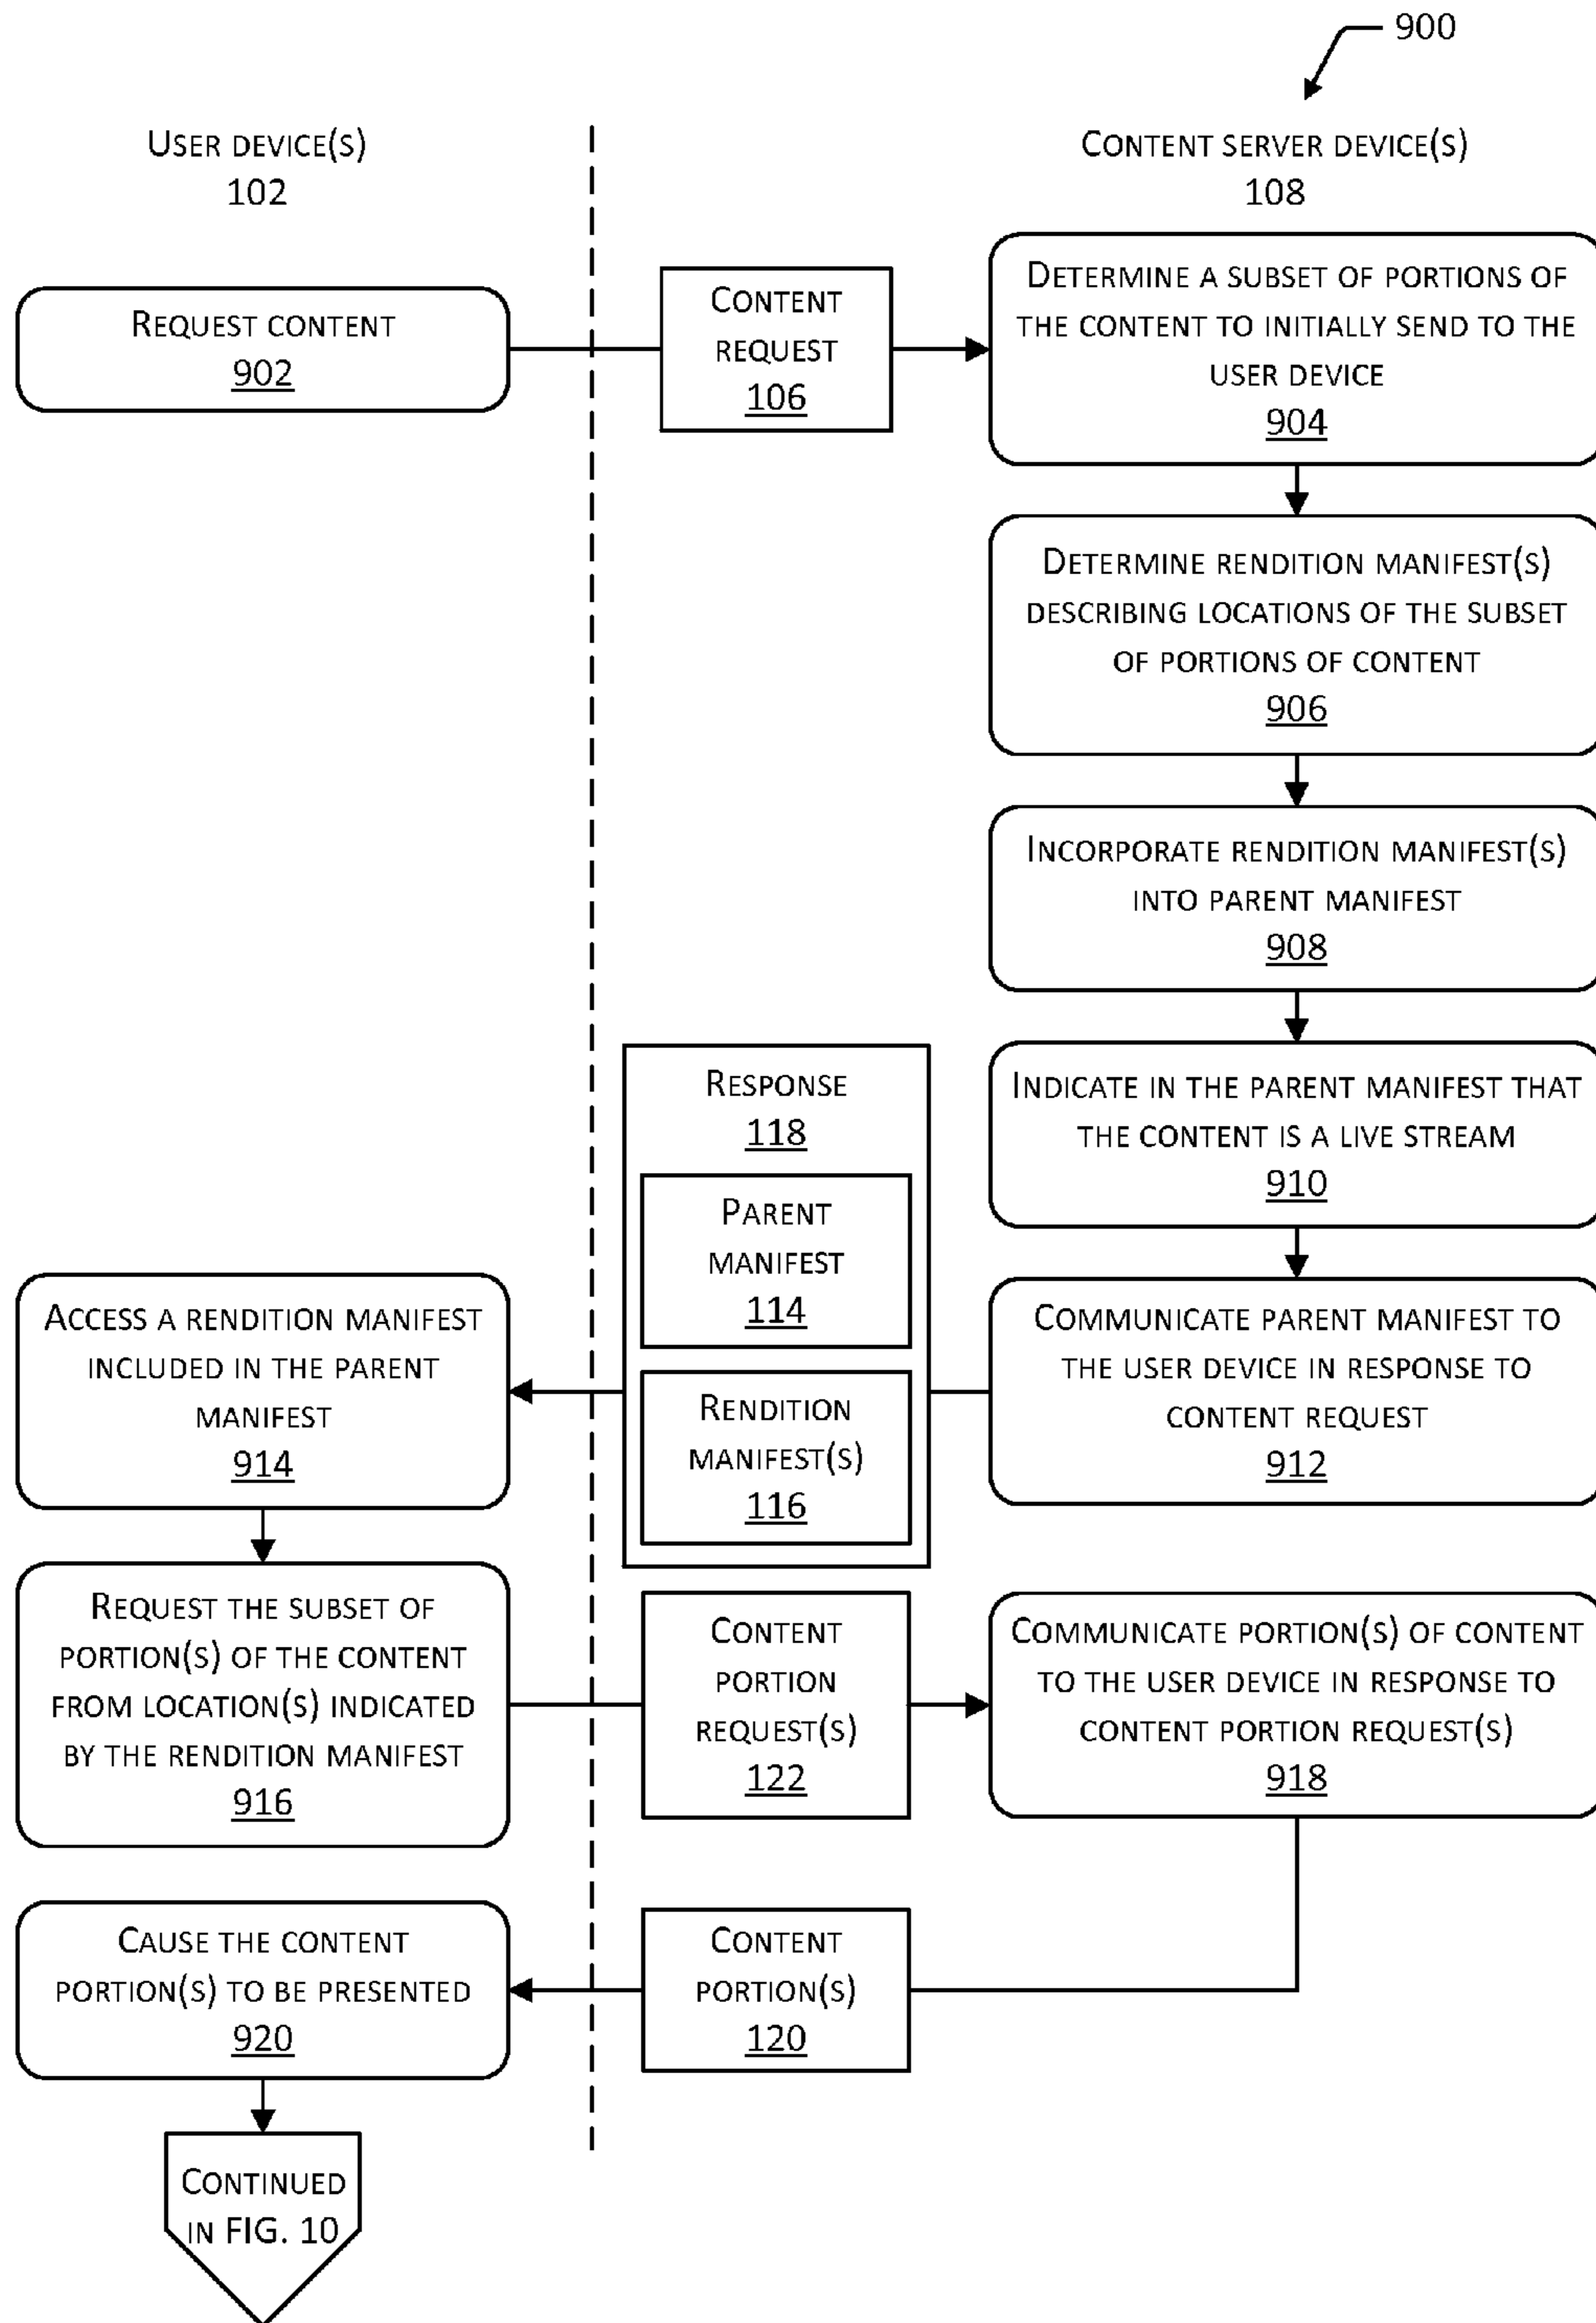 900
USER DEVICE(S)
102
CONTENT SERVER DEVICE(S)
108
REQUEST CONTENT
902
CONTENT
REQUEST
106
DETERMINE A SUBSET OF PORTIONS OF
THE CONTENT TO INITIALLY SEND TO THE
USER DEVICE
904
DETERMINE RENDITION MANIFEST(S)
DESCRIBING LOCATIONS OF THE SUBSET
OF PORTIONS OF CONTENT
906
INCORPORATE RENDITION MANIFEST(S)
INTO PARENT MANIFEST
908
INDICATE IN THE PARENT MANIFEST THAT
THE CONTENT IS A LIVE STREAM
910
COMMUNICATE PARENT MANIFEST TO
THE USER DEVICE IN RESPONSE TO
CONTENT REQUEST
912
RESPONSE
118
PARENT
MANIFEST
114
RENDITION
MANIFEST(S)
116
ACCESS A RENDITION MANIFEST
INCLUDED IN THE PARENT
MANIFEST
914
REQUEST THE SUBSET OF
PORTION(S) OF THE CONTENT
FROM LOCATION(S) INDICATED
BY THE RENDITION MANIFEST
916
CONTENT
PORTION
REQUEST(S)
122
COMMUNICATE PORTION(S) OF CONTENT
TO THE USER DEVICE IN RESPONSE TO
CONTENT PORTION REQUEST(S)
918
CONTENT
PORTION(S)
120
CAUSE THE CONTENT
PORTION(S) TO BE PRESENTED
920
CONTINUED
IN FIG. 10